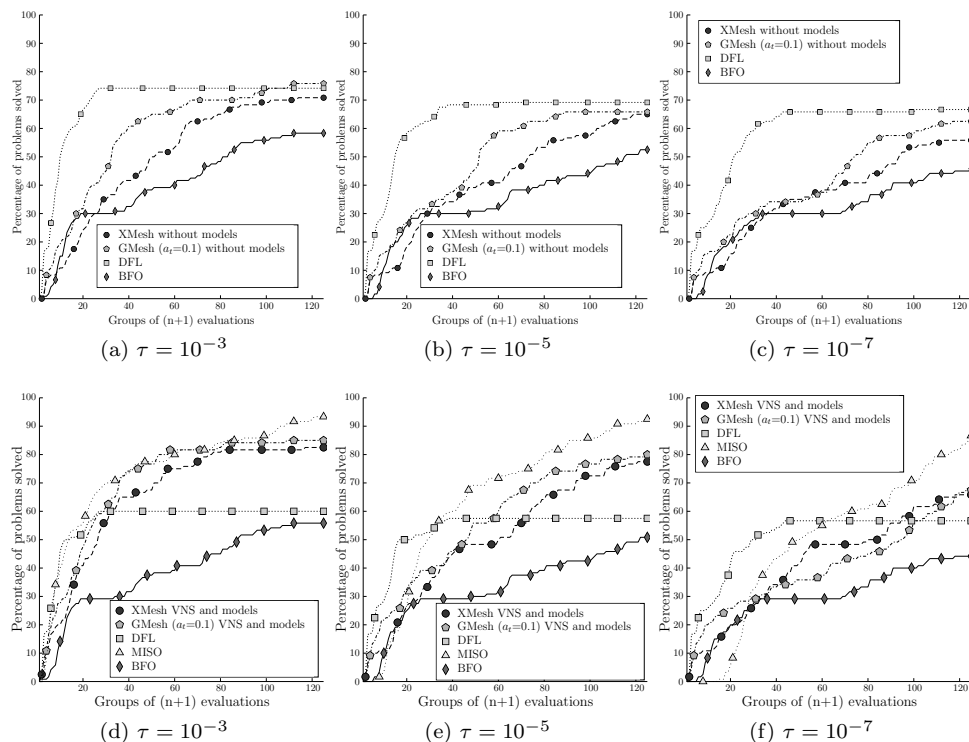 Percentage of problems solved
100
90
80
70
60
50
40
30
20
10
0
XMesh without models
GMesh (a_t=0.1) without models
DFL
BFO
20 40 60 80 100 120
Groups of (n+1) evaluations
(a) τ = 10⁻³
Percentage of problems solved
100
90
80
70
60
50
40
30
20
10
0
XMesh without models
GMesh (a_t=0.1) without models
DFL
BFO
20 40 60 80 100 120
Groups of (n+1) evaluations
(b) τ = 10⁻⁵
Percentage of problems solved
100
90
80
70
60
50
40
30
20
10
0
XMesh without models
GMesh (a_t=0.1) without models
DFL
BFO
20 40 60 80 100 120
Groups of (n+1) evaluations
(c) τ = 10⁻⁷
Percentage of problems solved
100
90
80
70
60
50
40
30
20
10
0
XMesh VNS and models
GMesh (a_t=0.1) VNS and models
DFL
MISO
BFO
20 40 60 80 100 120
Groups of (n+1) evaluations
(d) τ = 10⁻³
Percentage of problems solved
100
90
80
70
60
50
40
30
20
10
0
XMesh VNS and models
GMesh (a_t=0.1) VNS and models
DFL
MISO
BFO
20 40 60 80 100 120
Groups of (n+1) evaluations
(e) τ = 10⁻⁵
Percentage of problems solved
100
90
80
70
60
50
40
30
20
10
0
XMesh VNS and models
GMesh (a_t=0.1) VNS and models
DFL
MISO
BFO
20 40 60 80 100 120
Groups of (n+1) evaluations
(f) τ = 10⁻⁷